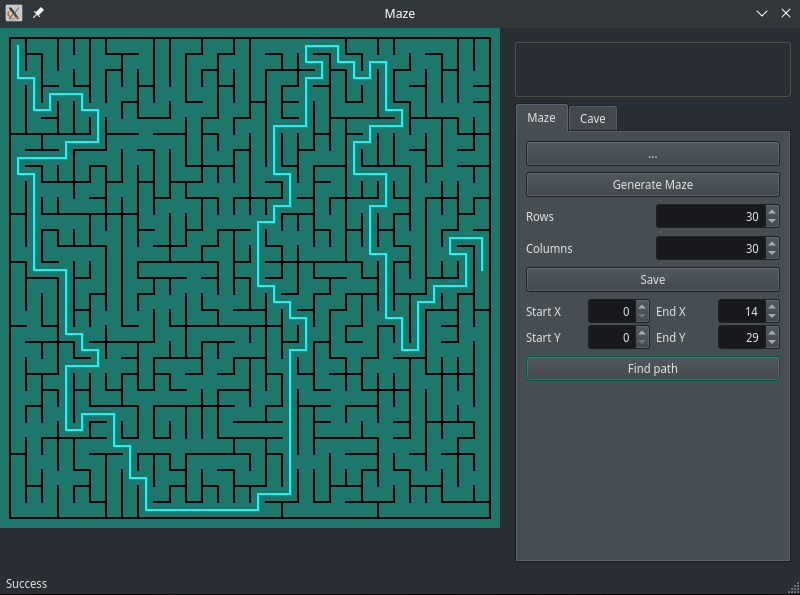 Maze
Maze Cave
...
Generate Maze
Rows 30
Columns 30
Save
Start X 0 End X 14
Start Y 0 End Y 29
Find path
Success